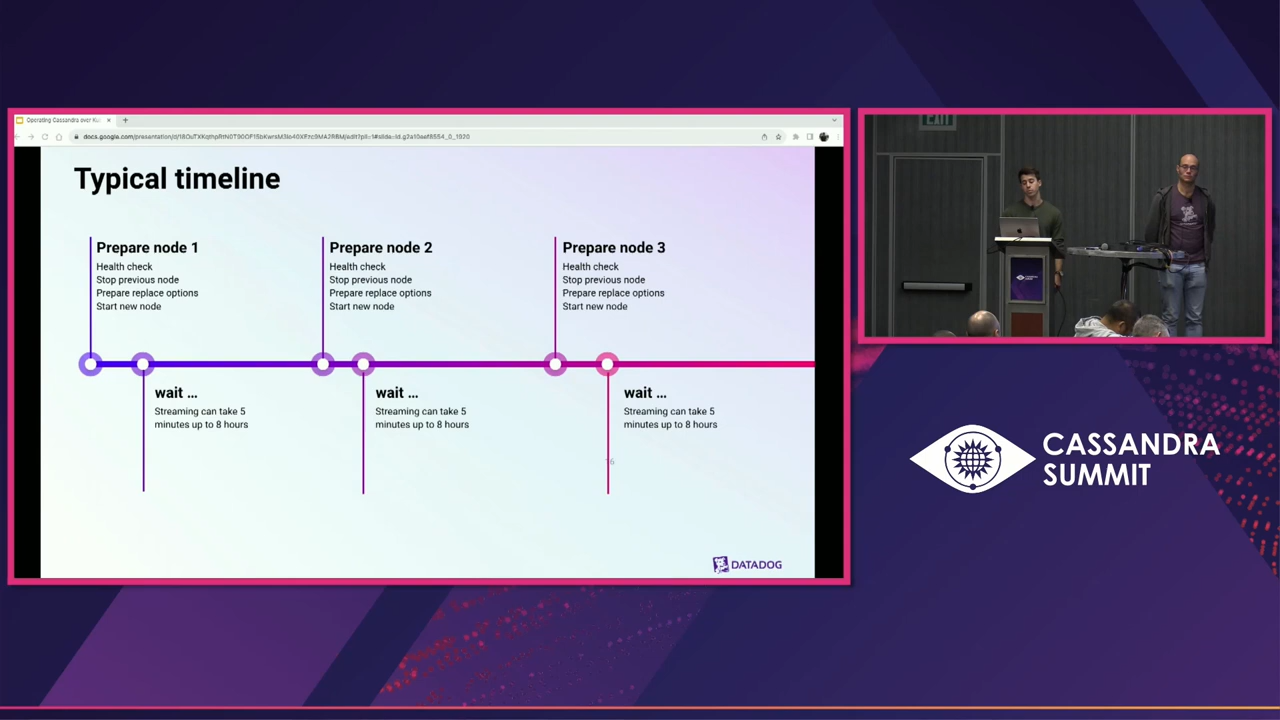 Operating Cassandra over Ku
Typical timeline
Prepare node 1
Health check
Stop previous node
Prepare replace options
Start new node
Prepare node 2
Health check
Stop previous node
Prepare replace options
Start new node
Prepare node 3
Health check
Stop previous node
Prepare replace options
Start new node
wait ...
Streaming can take 5
minutes up to 8 hours
wait ...
Streaming can take 5
minutes up to 8 hours
wait ...
Streaming can take 5
minutes up to 8 hours
16
DATADOG
EXIT
CASSANDRA
SUMMIT